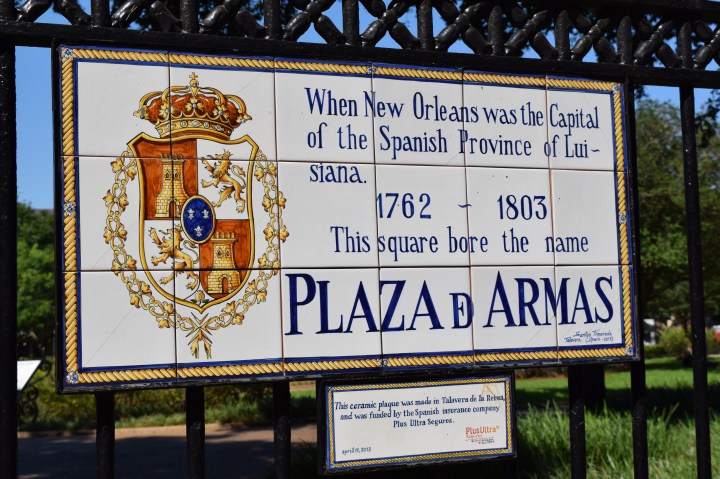 When New Orleans was the Capital
of the Spanish Province of Lui~
siana.
1762 ~ 1803
This square bore the name
PLAZA DE ARMAS
This ceramic plaque was made in Talavera de la Reina,
and was funded by the Spanish insurance company
Plus Ultra Seguros.
PlusUltra